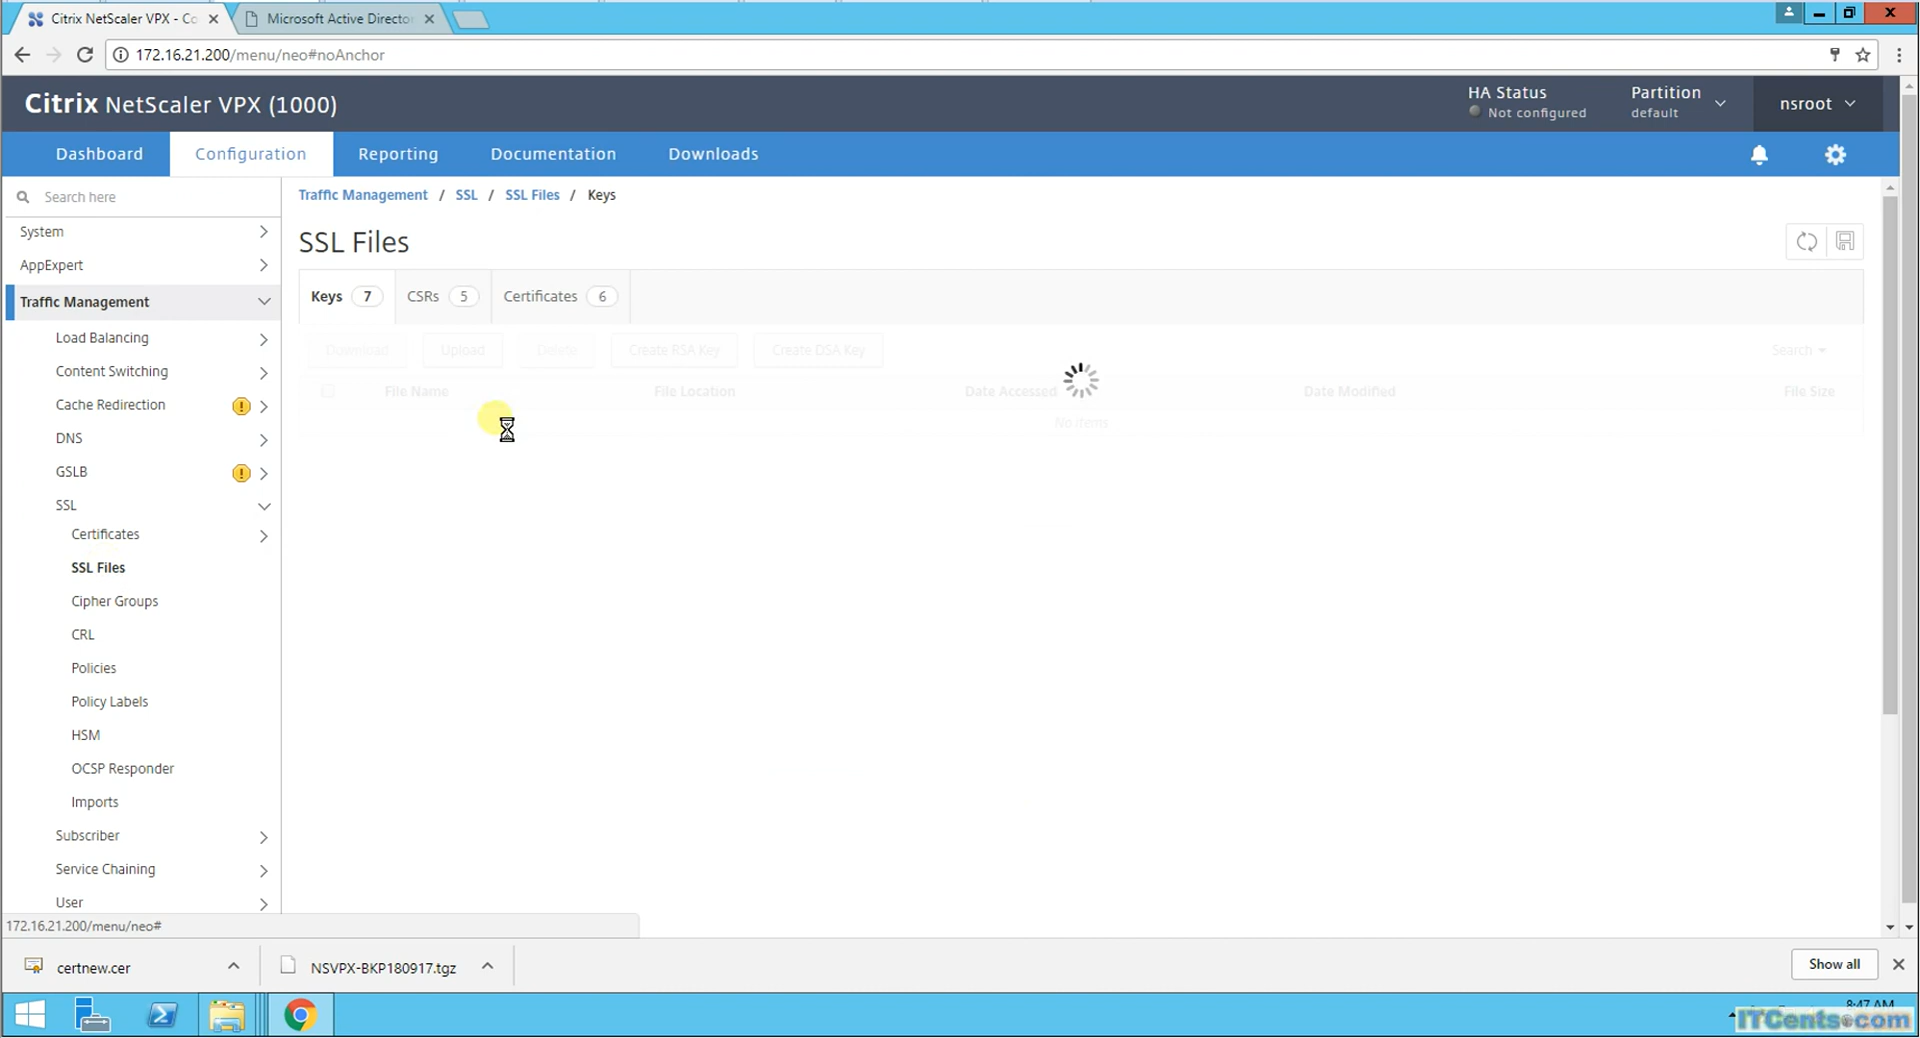 Citrix NetScaler VPX - Co
Microsoft Active Director
172.16.21.200/menu/neo#noAnchor
Citrix NetScaler VPX (1000)
HA Status
Not configured
Partition
default
nsroot
Dashboard
Configuration
Reporting
Documentation
Downloads
Search here
Traffic Management / SSL / SSL Files / Keys
System
AppExpert
Traffic Management
Load Balancing
Content Switching
Cache Redirection
DNS
GSLB
SSL
Certificates
SSL Files
Cipher Groups
CRL
Policies
Policy Labels
HSM
OCSP Responder
Imports
Subscriber
Service Chaining
User
SSL Files
Keys 7
CSRs 5
Certificates 6
Download
Upload
Delete
Create RSA Key
Create DSA Key
Search
File Name
File Location
Date Accessed
Date Modified
File Size
No items
172.16.21.200/menu/neo#
certnew.cer
NSVPX-BKP180917.tgz
Show all
8:47 AM
ITCents.com